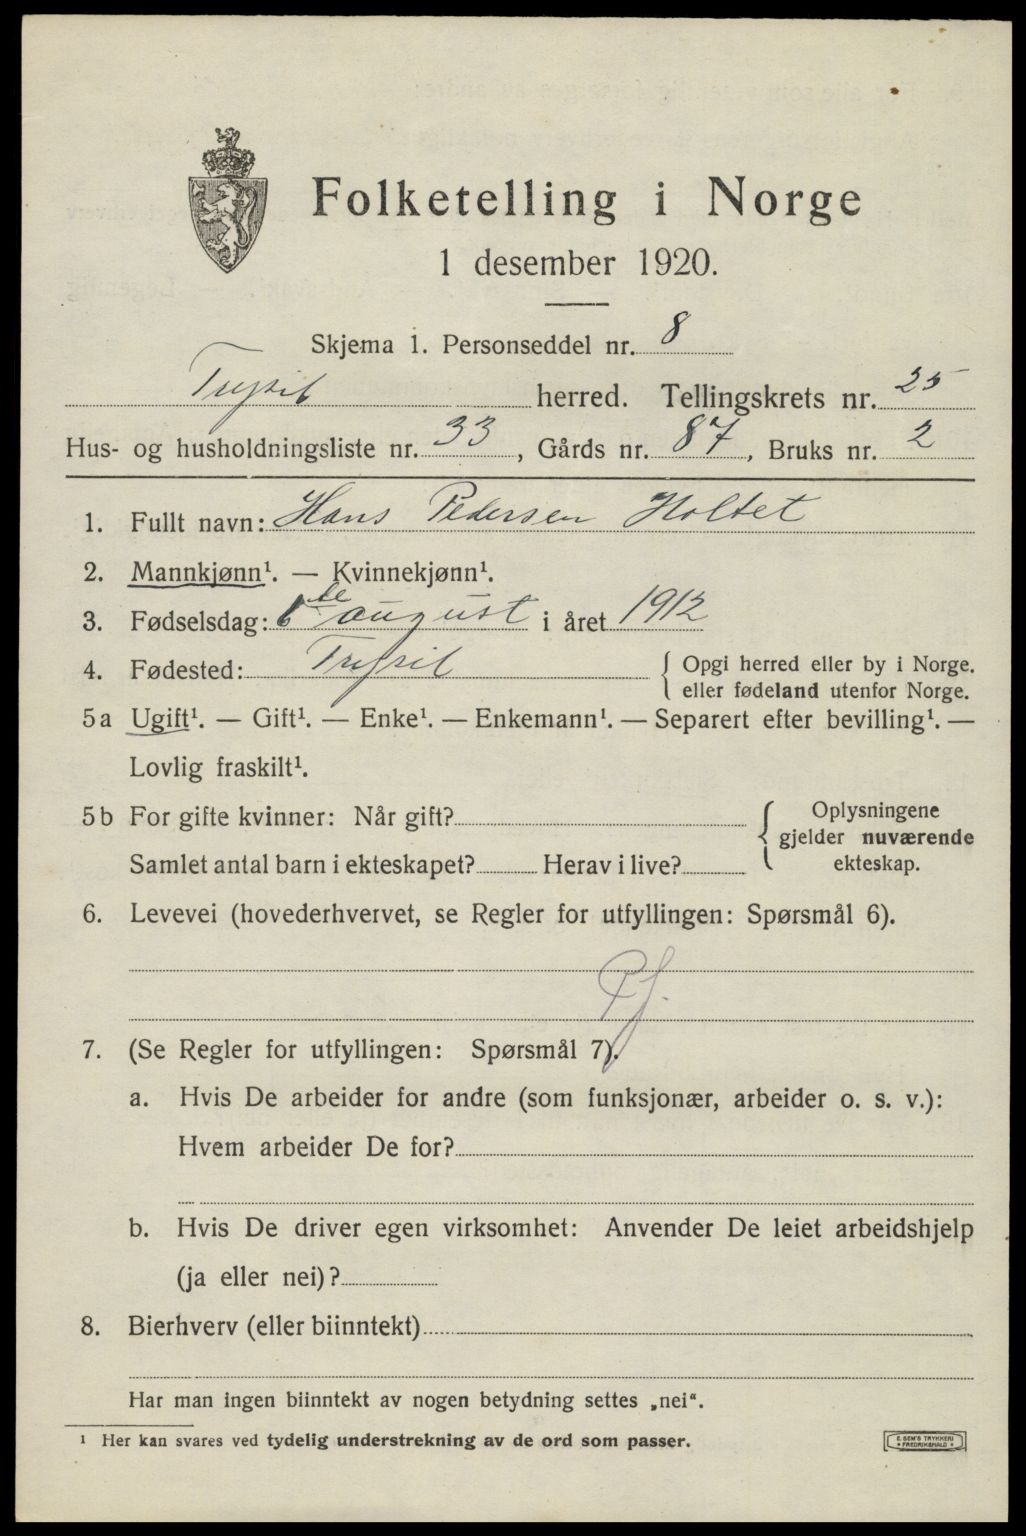 Folketelling i Norge
1 desember 1920.
Skjema 1. Personseddel nr. 8
Trysil herred. Tellingskrets nr. 25
Hus- og husholdningsliste nr. 33, Gårds nr. 87, Bruks nr. 2
1. Fullt navn: Hans Pedersen Holtet
2. Mannkjønn¹. — Kvinnekjønn¹.
3. Fødselsdag: 6te august i året 1912
4. Fødested: Trysil { Opgi herred eller by i Norge.
eller fødeland utenfor Norge.
5a Ugift¹. — Gift¹. — Enke¹. — Enkemann¹. — Separert efter bevilling¹. —
Lovlig fraskilt¹.
5b For gifte kvinner: Når gift? { Oplysningene
gjelder nuværende
Samlet antal barn i ekteskapet? Herav i live? ekteskap.
6. Levevei (hovederhvervet, se Regler for utfyllingen: Spørsmål 6).
7. (Se Regler for utfyllingen: Spørsmål 7).
a. Hvis De arbeider for andre (som funksjonær, arbeider o. s. v.):
Hvem arbeider De for?
b. Hvis De driver egen virksomhet: Anvender De leiet arbeidshjelp
(ja eller nei)?
8. Bierhverv (eller biinntekt)
Har man ingen biinntekt av nogen betydning settes „nei“.
¹ Her kan svares ved tydelig understrekning av de ord som passer.
E. SEM'S TRYKKERI
* FREDRIKSHALD *